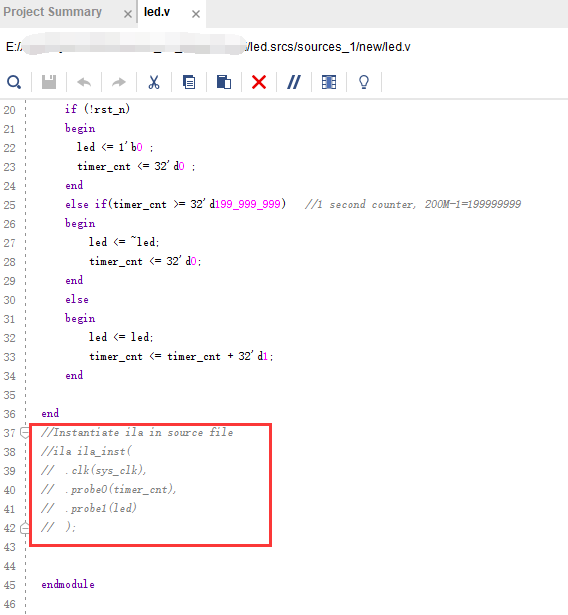 Project Summary × led.v ×
E:/ /led.srcs/sources_1/new/led.v
20 if (!rst_n)
21 begin
22 led <= 1'b0 ;
23 timer_cnt <= 32'd0 ;
24 end
25 else if(timer_cnt >= 32'd199_999_999) //1 second counter, 200M-1=199999999
26 begin
27 led <= ~led;
28 timer_cnt <= 32'd0;
29 end
30 else
31 begin
32 led <= led;
33 timer_cnt <= timer_cnt + 32'd1;
34 end
35
36 end
37 //Instantiate ila in source file
38 //ila ila_inst(
39 // .clk(sys_clk),
40 // .probe0(timer_cnt),
41 // .probe1(led)
42 // );
43
44
45 endmodule
46